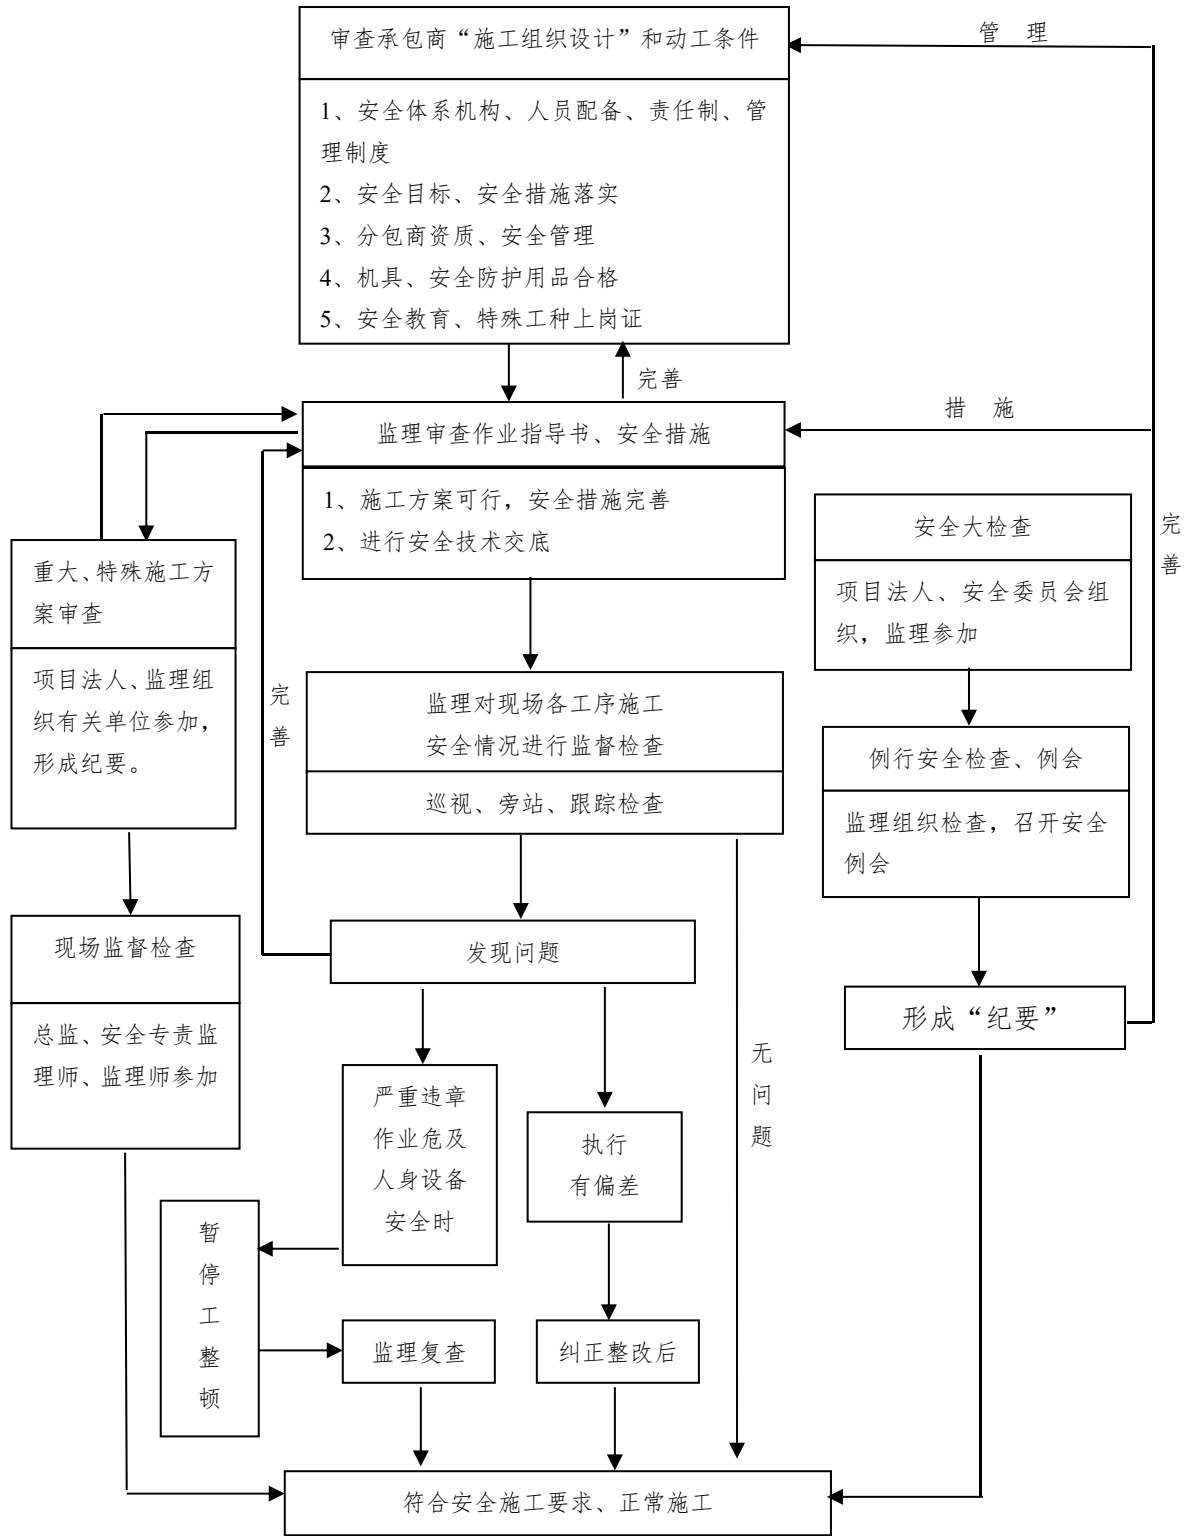 审查承包商“施工组织设计”和动工条件
管 理
1、安全体系机构、人员配备、责任制、管
理制度
2、安全目标、安全措施落实
3、分包商资质、安全管理
4、机具、安全防护用品合格
5、安全教育、特殊工种上岗证
完善
措 施
监理审查作业指导书、安全措施
1、施工方案可行，安全措施完善
2、进行安全技术交底
安全大检查
项目法人、安全委员会组
织，监理参加
完
善
重大、特殊施工方
案审查
项目法人、监理组
织有关单位参加，
形成纪要。
完
善
监理对现场各工序施工
安全情况进行监督检查
巡视、旁站、跟踪检查
例行安全检查、例会
监理组织检查，召开安全
例会
现场监督检查
总监、安全专责监
理师、监理师参加
发现问题
形成“纪要”
无
问
题
严重违章
作业危及
人身设备
安全时
执行
有偏差
暂
停
工
整
顿
监理复查
纠正整改后
符合安全施工要求、正常施工